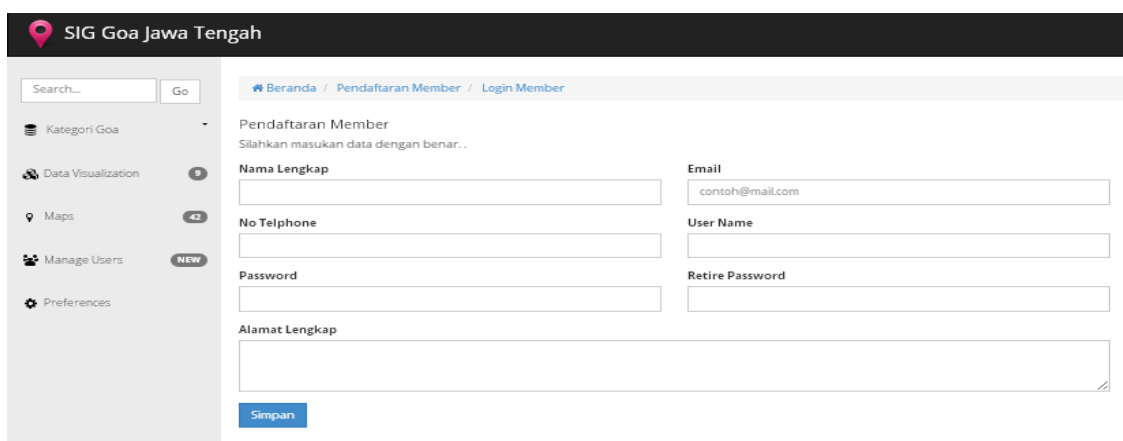 SIG Goa Jawa Tengah
Search...
Go
Kategori Goa
Data Visualization 9
Maps 42
Manage Users NEW
Preferences
Beranda / Pendaftaran Member / Login Member
Pendaftaran Member
Silahkan masukan data dengan benar. .
Nama Lengkap
Email
contoh@mail.com
No Telphone
User Name
Password
Retire Password
Alamat Lengkap
Simpan